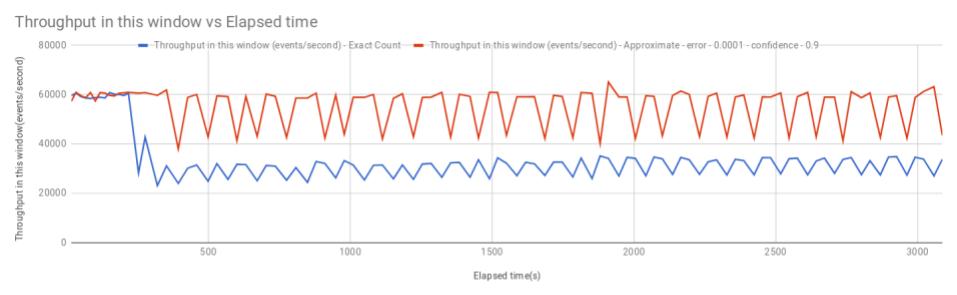 Throughput in this window vs Elapsed time
Throughput in this window (events/second) - Exact Count
Throughput in this window (events/second) - Approximate - error - 0.0001 - confidence - 0.9
Throughput in this window(events/second)
80000
60000
40000
20000
0
500
1000
1500
2000
2500
3000
Elapsed time(s)